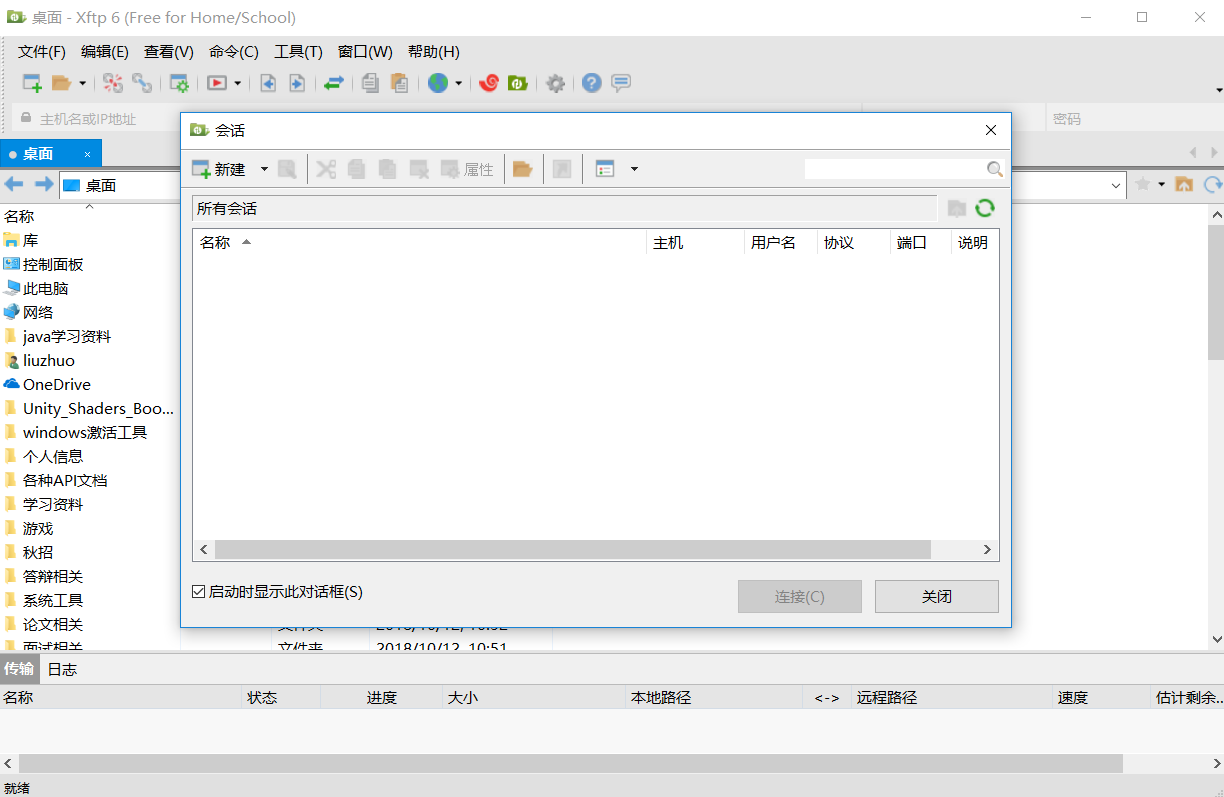 桌面 - Xftp 6 (Free for Home/School)
文件(F) 编辑(E) 查看(V) 命令(C) 工具(T) 窗口(W) 帮助(H)
主机名或IP地址
密码
桌面
桌面
名称
库
控制面板
此电脑
网络
java学习资料
liuzhuo
OneDrive
Unity_Shaders_Boo...
windows激活工具
个人信息
各种API文档
学习资料
游戏
秋招
答辩相关
系统工具
论文相关
面试相关
会话
新建
属性
所有会话
名称 主机 用户名 协议 端口 说明
启动时显示此对话框(S)
连接(C) 关闭
文件夹 2018/10/12, 10:51
传输 日志
名称 状态 进度 大小 本地路径 <-> 远程路径 速度 估计剩余...
就绪